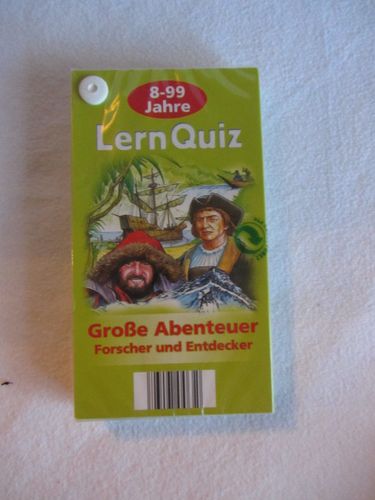 8-99
Jahre
LernQuiz
Große Abenteuer
Forscher und Entdecker